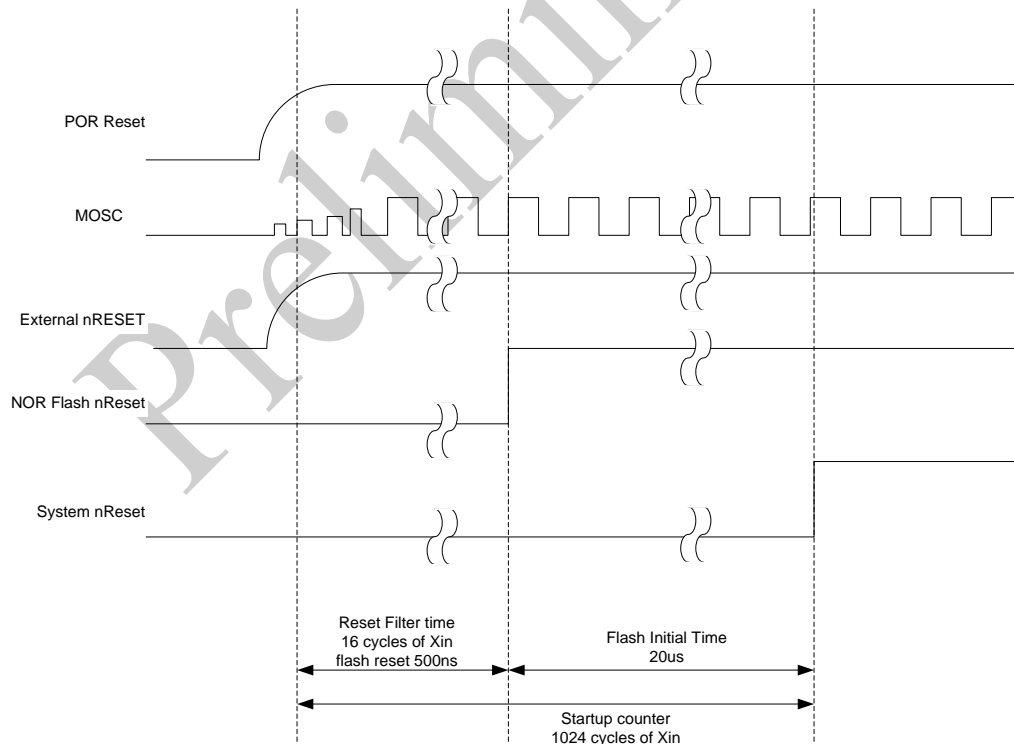 Prelimin
POR Reset
MOSC
External nRESET
NOR Flash nReset
System nReset
Reset Filter time
16 cycles of Xin
flash reset 500ns
Flash Initial Time
20us
Startup counter
1024 cycles of Xin